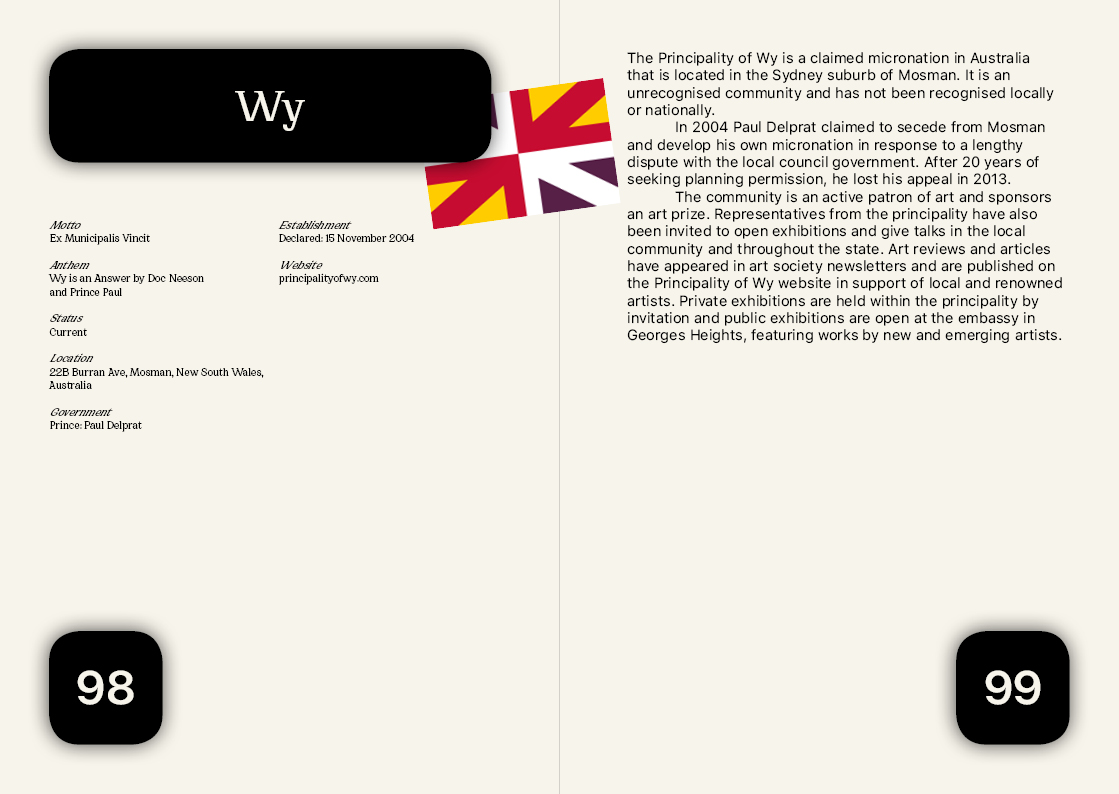 Wy
Motto
Ex Municipalis Vincit
Anthem
Wy is an Answer by Doc Neeson
and Prince Paul
Status
Current
Location
22B Burran Ave, Mosman, New South Wales,
Australia
Government
Prince: Paul Delprat
Establishment
Declared: 15 November 2004
Website
principalityofwy.com
98
The Principality of Wy is a claimed micronation in Australia
that is located in the Sydney suburb of Mosman. It is an
unrecognised community and has not been recognised locally
or nationally.
In 2004 Paul Delprat claimed to secede from Mosman
and develop his own micronation in response to a lengthy
dispute with the local council government. After 20 years of
seeking planning permission, he lost his appeal in 2013.
The community is an active patron of art and sponsors
an art prize. Representatives from the principality have also
been invited to open exhibitions and give talks in the local
community and throughout the state. Art reviews and articles
have appeared in art society newsletters and are published on
the Principality of Wy website in support of local and renowned
artists. Private exhibitions are held within the principality by
invitation and public exhibitions are open at the embassy in
Georges Heights, featuring works by new and emerging artists.
99